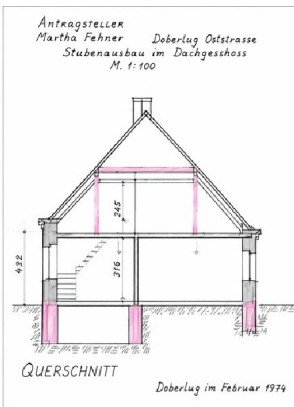 Antragsteller
Martha Fehner Doberlug Oststrasse
Stubenausbau im Dachgesshoss
M. 1:100
245
432
316
QUERSCHNITT
Doberlug im Februar 1974